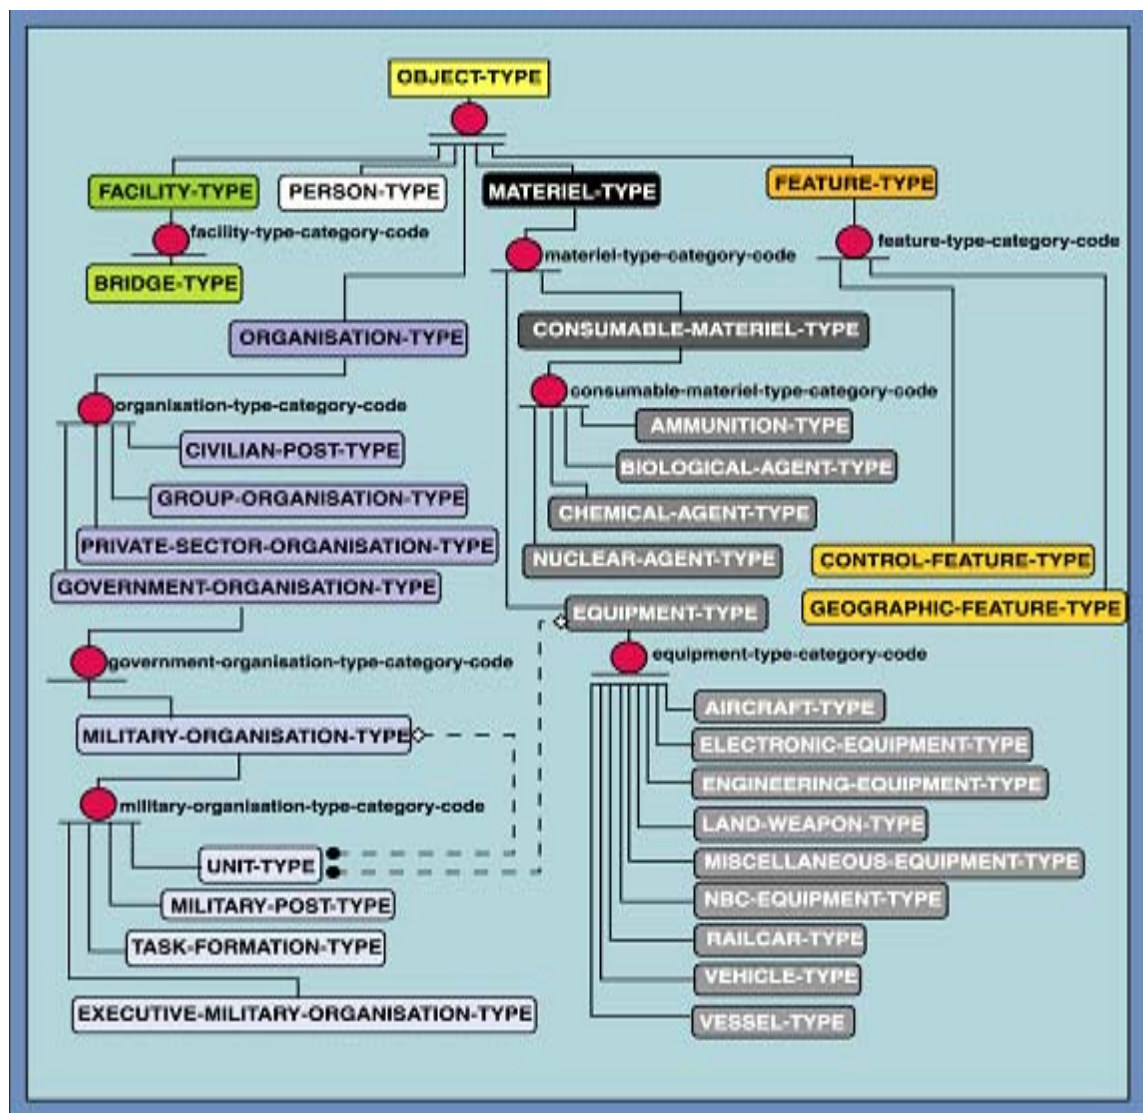 OBJECT-TYPE
FACILITY-TYPE
PERSON-TYPE
MATERIEL-TYPE
FEATURE-TYPE
facility-type-category-code
materiel-type-category-code
feature-type-category-code
BRIDGE-TYPE
ORGANISATION-TYPE
CONSUMABLE-MATERIEL-TYPE
organisation-type-category-code
consumable-materiel-type-category-code
CIVILIAN-POST-TYPE
AMMUNITION-TYPE
BIOLOGICAL-AGENT-TYPE
GROUP-ORGANISATION-TYPE
CHEMICAL-AGENT-TYPE
PRIVATE-SECTOR-ORGANISATION-TYPE
NUCLEAR-AGENT-TYPE
CONTROL-FEATURE-TYPE
GOVERNMENT-ORGANISATION-TYPE
EQUIPMENT-TYPE
GEOGRAPHIC-FEATURE-TYPE
government-organisation-type-category-code
equipment-type-category-code
AIRCRAFT-TYPE
MILITARY-ORGANISATION-TYPE
ELECTRONIC-EQUIPMENT-TYPE
ENGINEERING-EQUIPMENT-TYPE
military-organisation-type-category-code
LAND-WEAPON-TYPE
UNIT-TYPE
MISCELLANEOUS-EQUIPMENT-TYPE
MILITARY-POST-TYPE
NBC-EQUIPMENT-TYPE
TASK-FORMATION-TYPE
RAILCAR-TYPE
VEHICLE-TYPE
EXECUTIVE-MILITARY-ORGANISATION-TYPE
VESSEL-TYPE